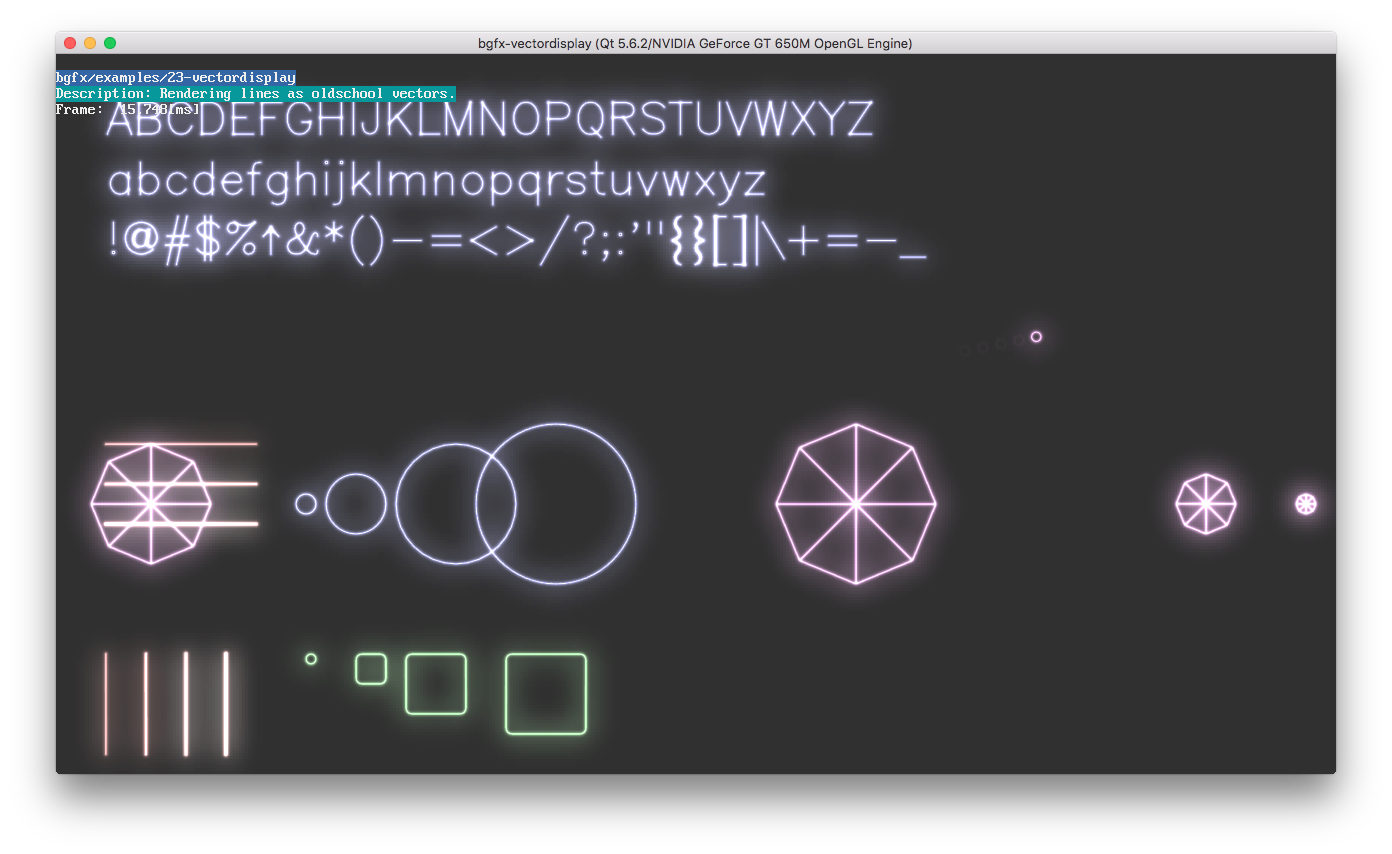 bgfx-vectordisplay (Qt 5.6.2/NVIDIA GeForce GT 650M OpenGL Engine)
bgfx/examples/23-vectordisplay
Description: Rendering lines as oldschool vectors.
Frame: 15.748[ms]
ABCDEFGHIJKLMNOPQRSTUVWXYZ
abcdefghijklmnopqrstuvwxyz
!@#$%↑&*()−=<>/?;:'"{}[]|\+=−_